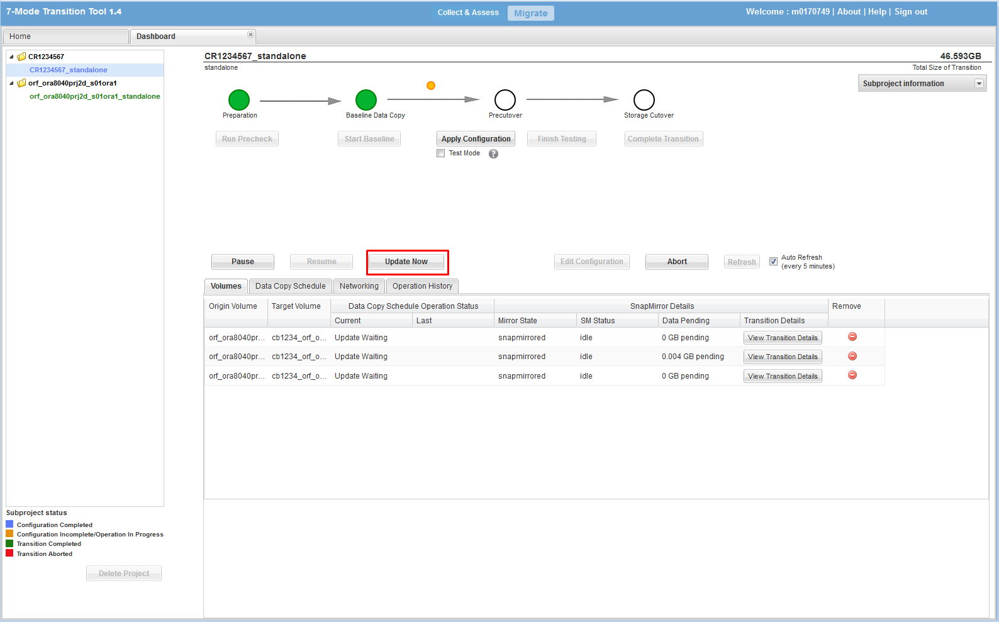 7-Mode Transition Tool 1.4
Collect & Assess
Migrate
Welcome : m0170749 | About | Help | Sign out
Home
Dashboard
CR1234567
CR1234567_standalone
orf_ora8040prj2d_s01ora1
orf_ora8040prj2d_s01ora1_standalone
CR1234567_standalone
46.593GB
standalone
Total Size of Transition
Subproject information
Preparation
Baseline Data Copy
Precutover
Storage Cutover
Run Precheck
Start Baseline
Apply Configuration
Finish Testing
Complete Transition
Test Mode
?
Pause
Resume
Update Now
Edit Configuration
Abort
Refresh
Auto Refresh
(every 5 minutes)
Volumes
Data Copy Schedule
Networking
Operation History
Origin Volume
Target Volume
Data Copy Schedule Operation Status
SnapMirror Details
Remove
Current
Last
Mirror State
SM Status
Data Pending
Transition Details
orf_ora8040pr... cb1234_orf_o... Update Waiting snapmirrored idle 0 GB pending View Transition Details
orf_ora8040pr... cb1234_orf_o... Update Waiting snapmirrored idle 0.004 GB pending View Transition Details
orf_ora8040pr... cb1234_orf_o... Update Waiting snapmirrored idle 0 GB pending View Transition Details
Subproject status
Configuration Completed
Configuration Incomplete/Operation In Progress
Transition Completed
Transition Aborted
Delete Project